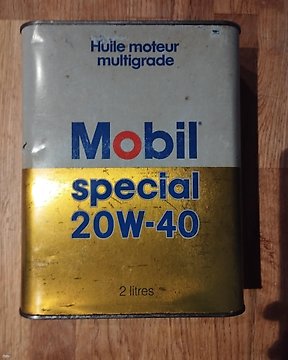 Huile moteur
multigrade
Mobil
special
20W-40
2 litres